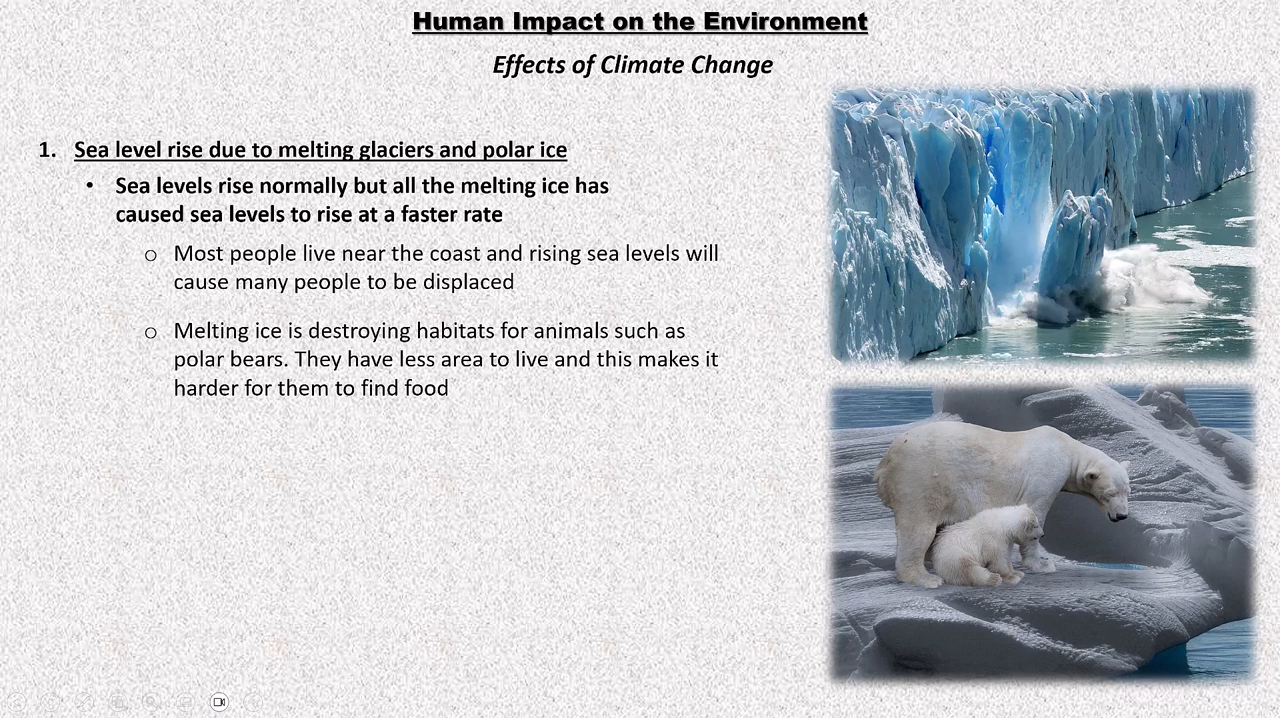 Human Impact on the Environment
Effects of Climate Change
1. Sea level rise due to melting glaciers and polar ice
• Sea levels rise normally but all the melting ice has
caused sea levels to rise at a faster rate
o Most people live near the coast and rising sea levels will
cause many people to be displaced
o Melting ice is destroying habitats for animals such as
polar bears. They have less area to live and this makes it
harder for them to find food